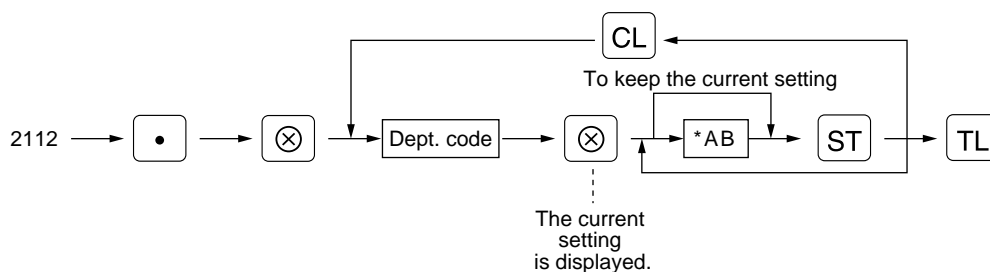 CL
To keep the current setting
2112
•
⊗
Dept. code
⊗
*AB
ST
TL
The current
setting
is displayed.